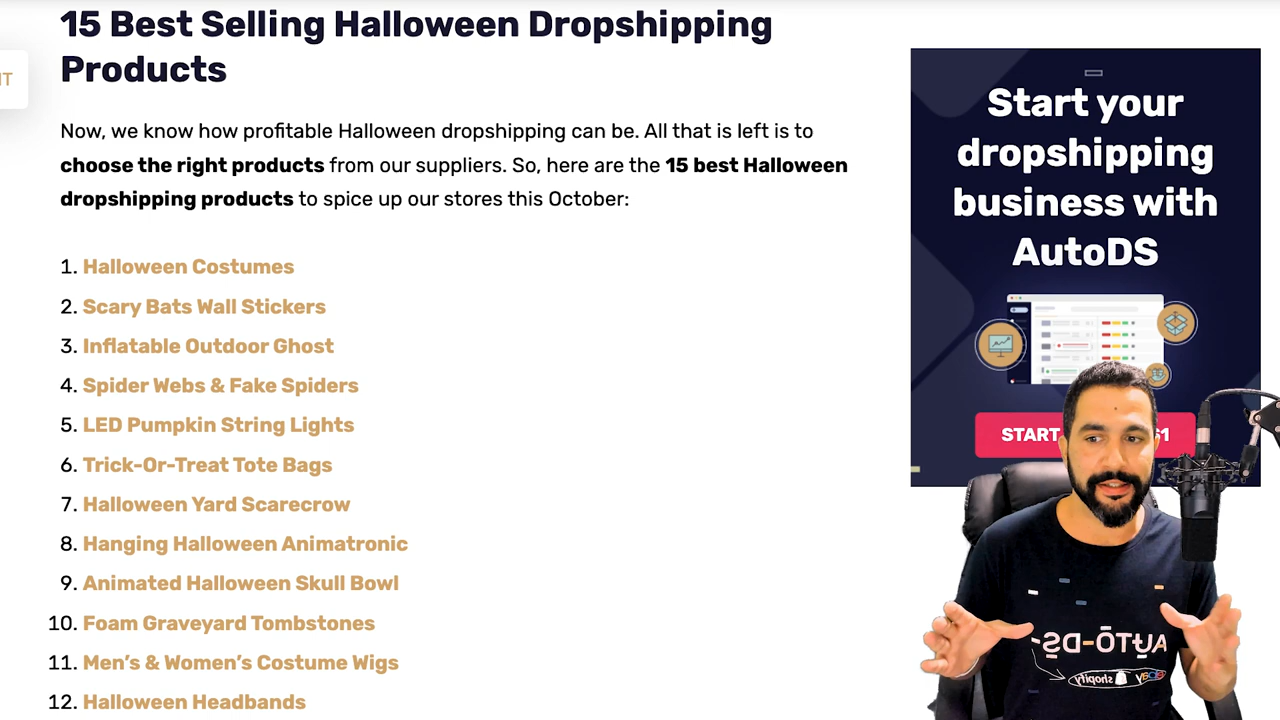 15 Best Selling Halloween Dropshipping
Products
IT
Now, we know how profitable Halloween dropshipping can be. All that is left is to
choose the right products from our suppliers. So, here are the 15 best Halloween
dropshipping products to spice up our stores this October:
1. Halloween Costumes
2. Scary Bats Wall Stickers
3. Inflatable Outdoor Ghost
4. Spider Webs & Fake Spiders
5. LED Pumpkin String Lights
6. Trick-Or-Treat Tote Bags
7. Halloween Yard Scarecrow
8. Hanging Halloween Animatronic
9. Animated Halloween Skull Bowl
10. Foam Graveyard Tombstones
11. Men’s & Women’s Costume Wigs
12. Halloween Headbands
Start your
dropshipping
business with
AutoDS
START
$1
AUTO-DS-
shopify
ebay